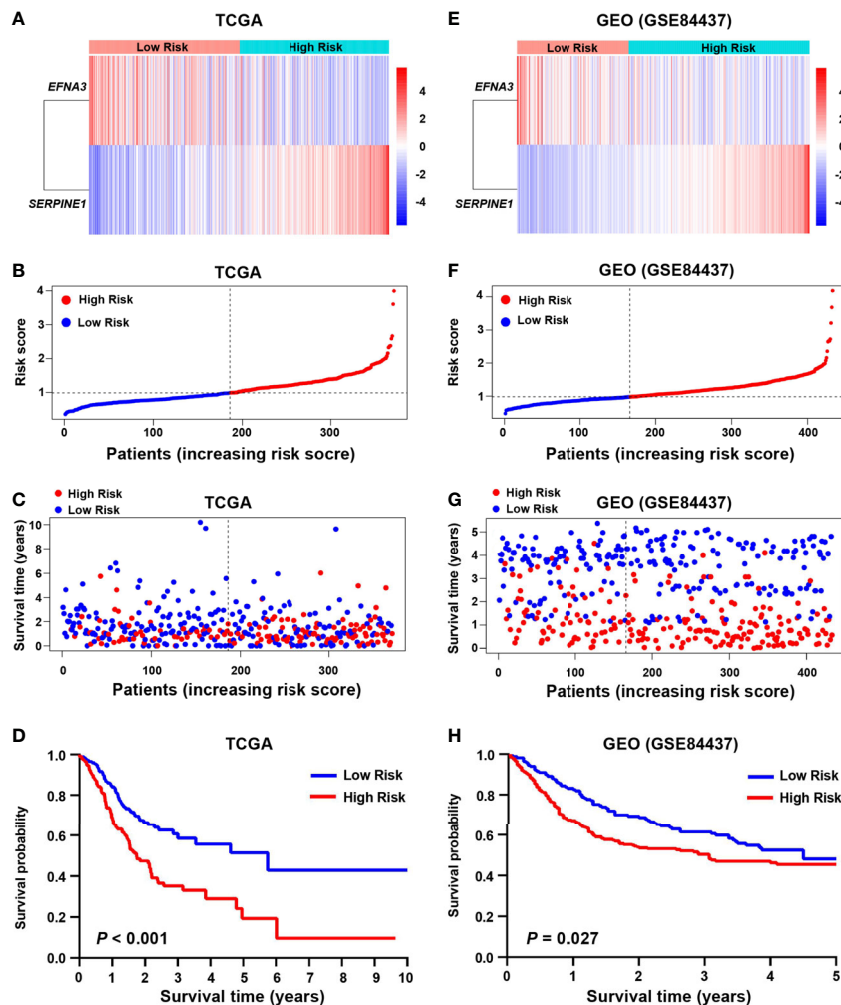 A
TCGA
Low Risk
High Risk
EFNA3
SERPINE1
4
2
0
-2
-4
E
GEO (GSE84437)
Low Risk
High Risk
EFNA3
SERPINE1
4
2
0
-2
-4
B
TCGA
High Risk
Low Risk
Risk score
4
3
2
1
0 100 200 300
Patients (increasing risk socre)
F
GEO (GSE84437)
High Risk
Low Risk
Risk score
4
3
2
1
0 100 200 300 400
Patients (increasing risk socre)
C
High Risk
Low Risk
TCGA
Survival time (years)
10
8
6
4
2
0
0 100 200 300
Patients (increasing risk score)
G
High Risk
Low Risk
GEO (GSE84437)
Survival time (years)
5
4
3
2
1
0
0 100 200 300 400
Patients (increasing risk score)
D
TCGA
Low Risk
High Risk
Survival probability
1.0
0.8
0.6
0.4
0.2
0.0
P < 0.001
0 1 2 3 4 5 6 7 8 9 10
Survival time (years)
H
GEO (GSE84437)
Low Risk
High Risk
Survival probability
1.0
0.8
0.6
0.4
0.2
0.0
P = 0.027
0 1 2 3 4 5
Survival time (years)